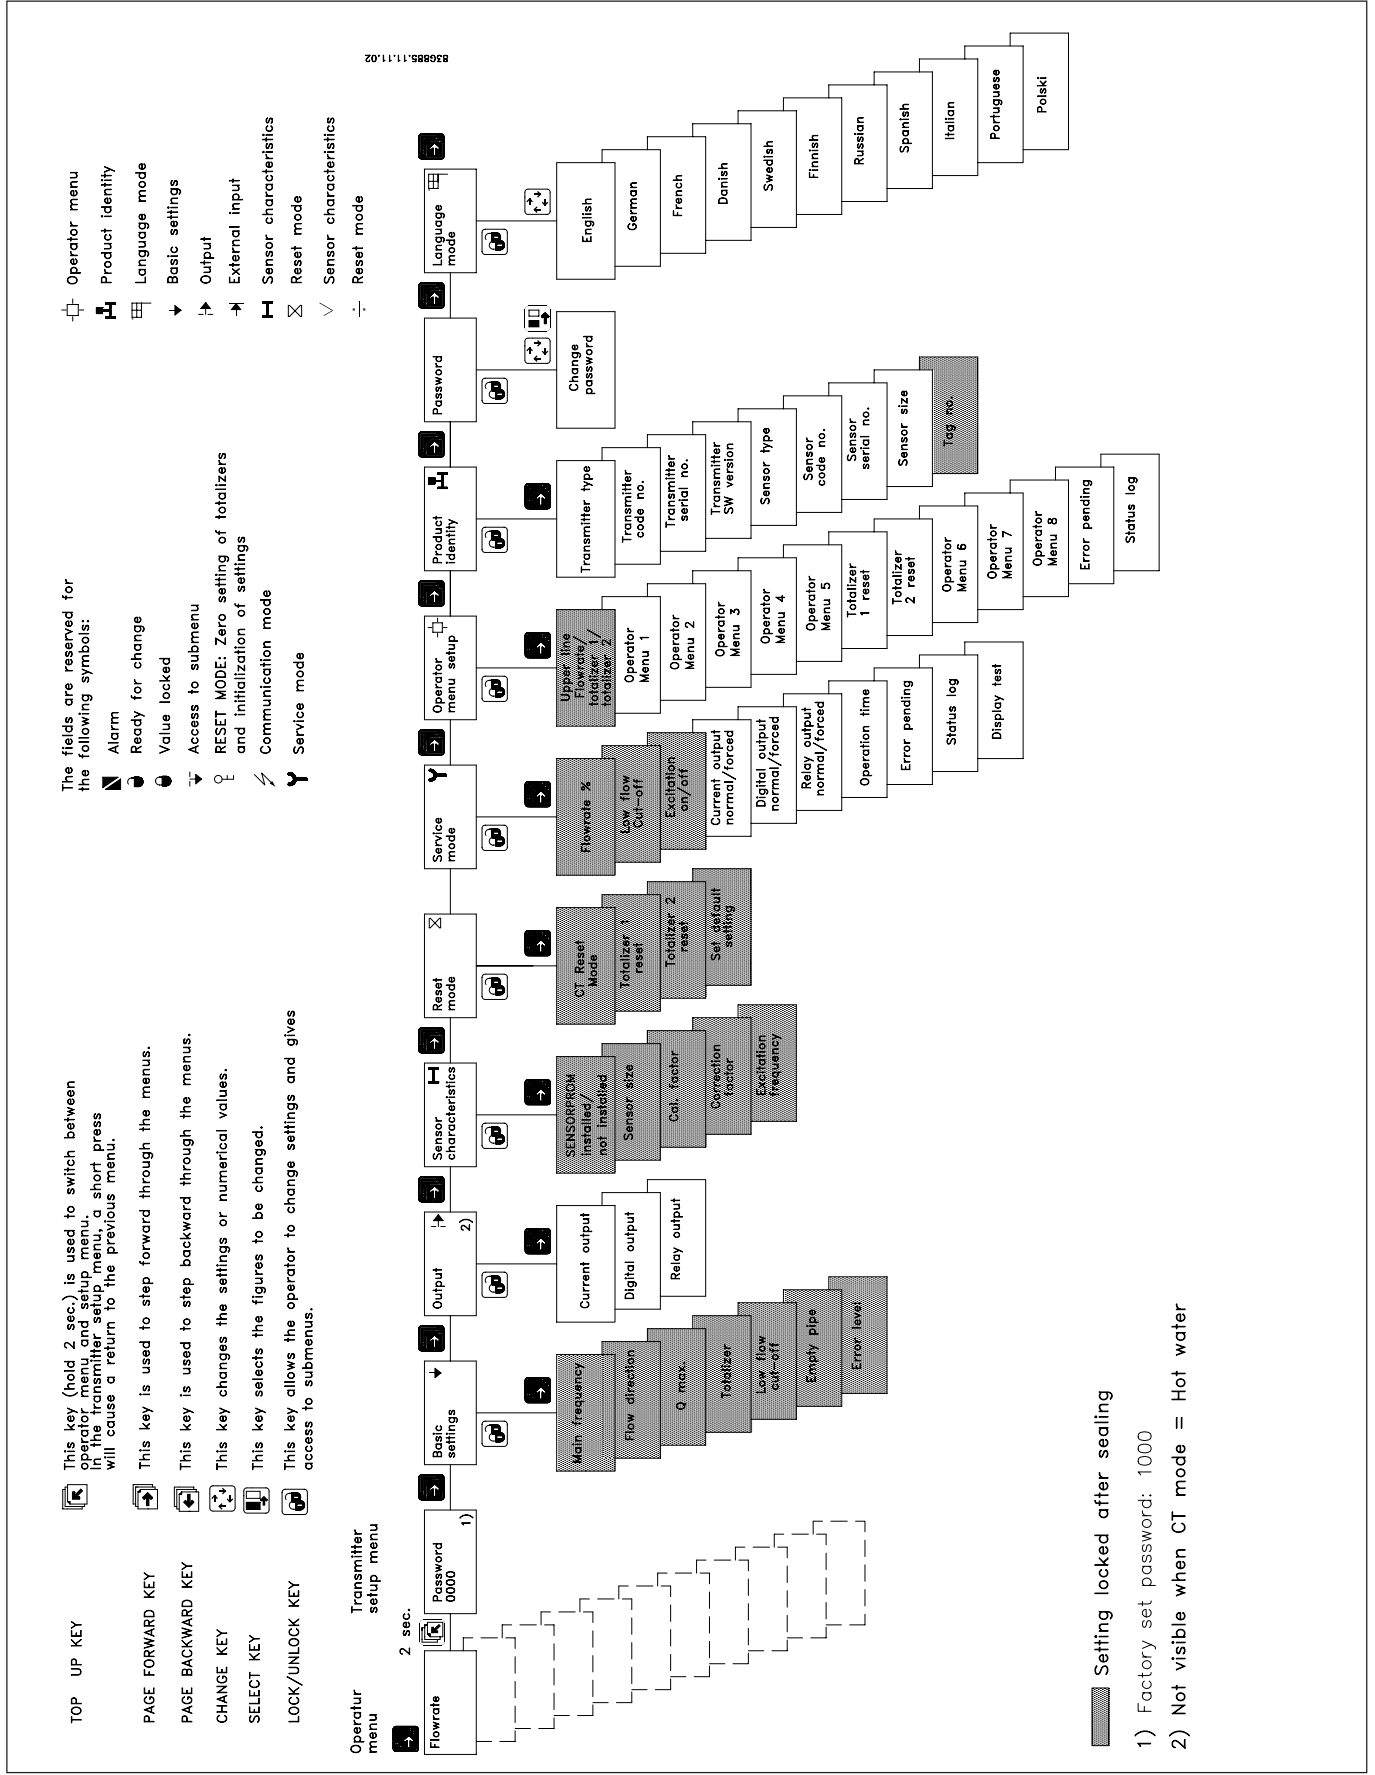 TOP UP KEY
This key (hold 2 sec.) is used to switch between
operator menu and setup menu.
In the transmitter setup menu, a short press
will cause a return to the previous menu.
PAGE FORWARD KEY
This key is used to step forward through the menus.
PAGE BACKWARD KEY
This key is used to step backward through the menus.
CHANGE KEY
This key changes the settings or numerical values.
SELECT KEY
This key selects the figures to be changed.
LOCK/UNLOCK KEY
This key allows the operator to change settings and gives
access to submenus.
The fields are reserved for
the following symbols:
Alarm
Ready for change
Value locked
Access to submenu
RESET MODE: Zero setting of totalizers
and initialization of settings
Communication mode
Service mode
Operator menu
Product identity
Language mode
Basic settings
Output
External input
Sensor characteristics
Reset mode
Sensor characteristics
Reset mode
83G885.11.11.02
Operatur
menu
2 sec.
Transmitter
setup menu
Flowrate
Password
0000
1)
Basic
settings
Main frequency
Flow direction
Q max.
Totalizer
Low flow
cut-off
Empty pipe
Error level
Output
2)
Current output
Digital output
Relay output
Sensor
characteristics
SENSORPROM
installed/
not installed
Sensor size
Cal. factor
Correction
factor
Excitation
frequency
Reset
mode
CT Reset
Mode
Totalizer 1
reset
Totalizer 2
reset
Set default
setting
Service
mode
Flowrate %
Low flow
Cut-off
Excitation
on/off
Current output
normal/forced
Digital output
normal/forced
Relay output
normal/forced
Operation time
Error pending
Status log
Display test
Operator
menu setup
Upper line
Flowrate/
totalizer 1/
totalizer 2
Operator
Menu 1
Operator
Menu 2
Operator
Menu 3
Operator
Menu 4
Operator
Menu 5
Totalizer
1 reset
Totalizer
2 reset
Operator
Menu 6
Operator
Menu 7
Operator
Menu 8
Error pending
Status log
Product
identity
Transmitter type
Transmitter
code no.
Transmitter
serial no.
Transmitter
SW version
Sensor type
Sensor
code no.
Sensor
serial no.
Sensor size
Tag no.
Password
Change
password
Language
mode
English
German
French
Danish
Swedish
Finnish
Russian
Spanish
Italian
Portuguese
Polski
Setting locked after sealing
1) Factory set password: 1000
2) Not visible when CT mode = Hot water